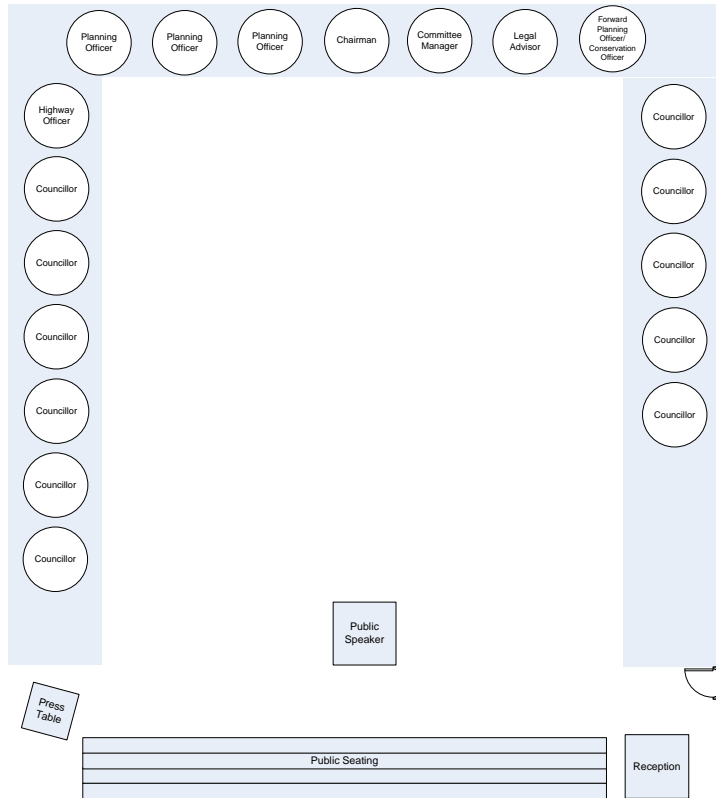 Planning
Officer
Planning
Officer
Planning
Officer
Chairman
Committee
Manager
Legal
Advisor
Forward
Planning
Officer/
Conservation
Officer
Highway
Officer
Councillor
Councillor
Councillor
Councillor
Councillor
Councillor
Councillor
Councillor
Councillor
Councillor
Councillor
Public
Speaker
Press
Table
Public Seating
Reception